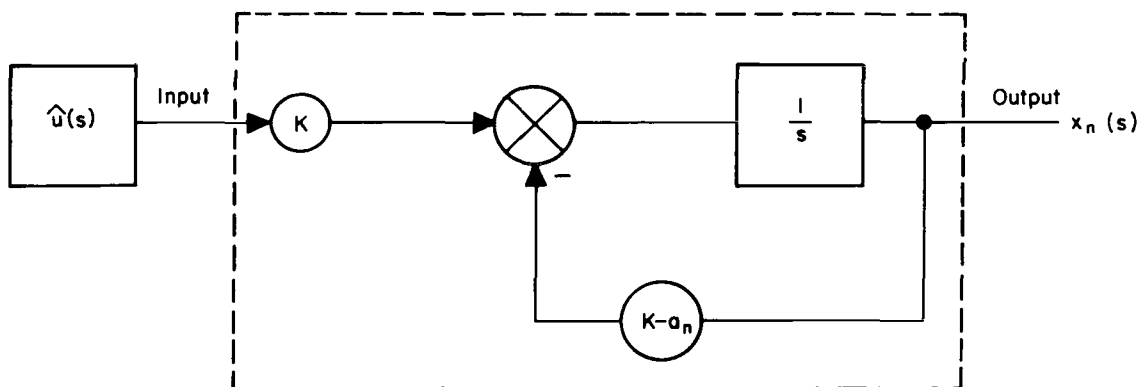 û(s)
Input
K
1
s
Output
xₙ (s)
−
K-aₙ